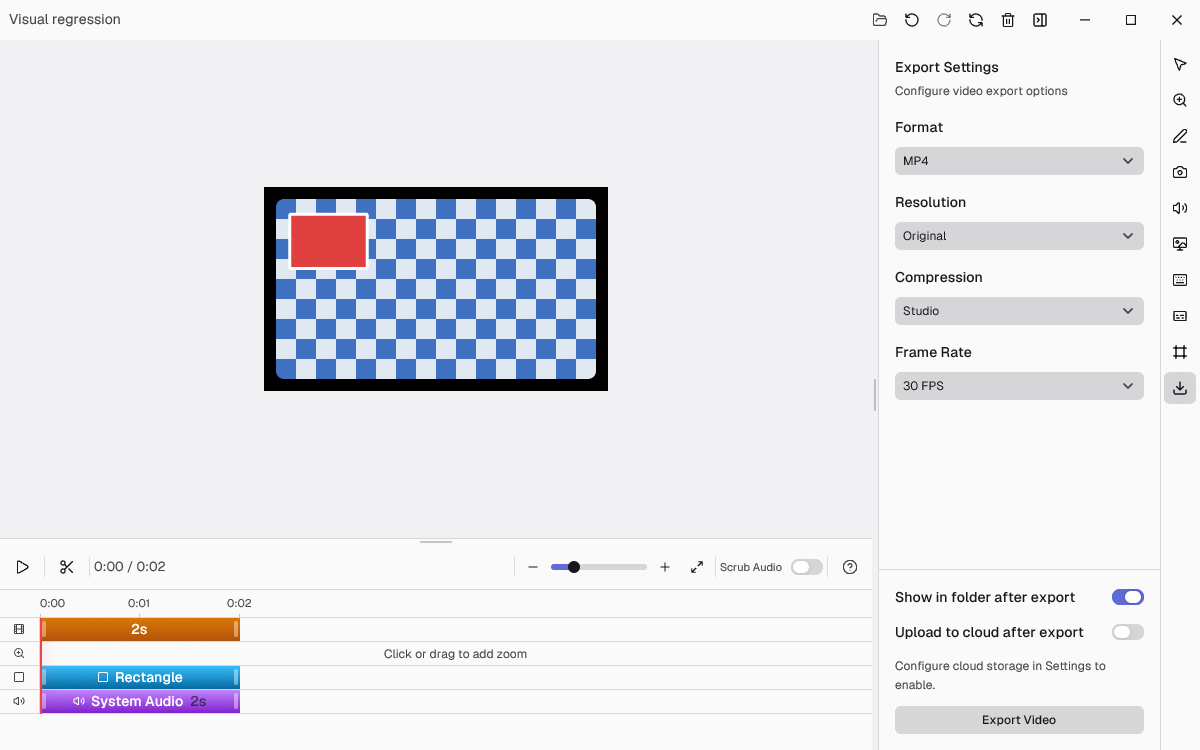 Visual regression
Export Settings
Configure video export options
Format
MP4
Resolution
Original
Compression
Studio
Frame Rate
30 FPS
0:00 / 0:02
Scrub Audio
0:00 0:01 0:02
2s
Click or drag to add zoom
Rectangle
System Audio 2s
Show in folder after export
Upload to cloud after export
Configure cloud storage in Settings to
enable.
Export Video